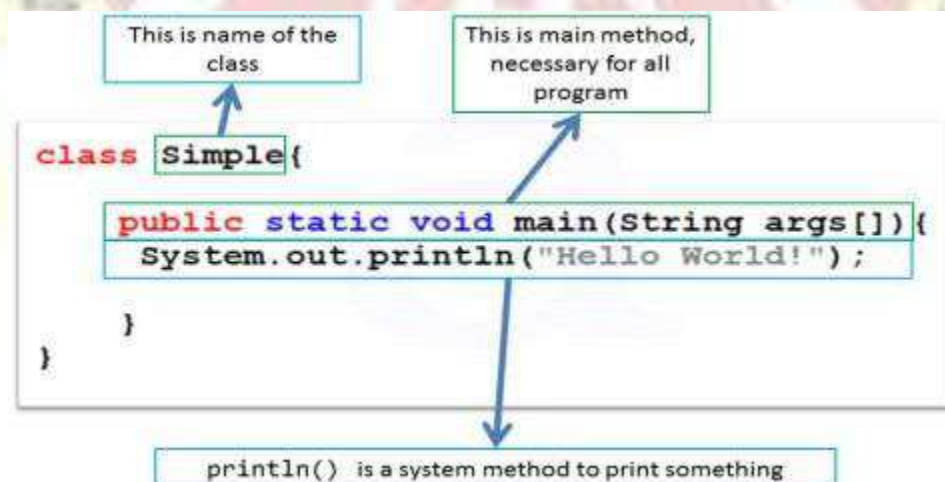 This is name of the
class
This is main method,
necessary for all
program
class Simple{
public static void main(String args[]){
System.out.println("Hello World!");
}
}
println() is a system method to print something